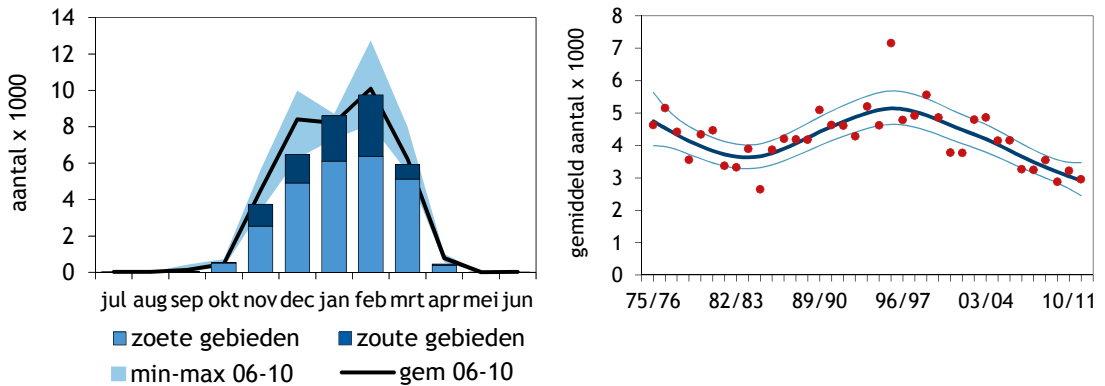 aantal x 1000
14
12
10
8
6
4
2
0
jul aug sep okt nov dec jan feb mrt apr mei jun
zoete gebieden zoute gebieden
min-max 06-10 gem 06-10
gemiddeld aantal x 1000
8
7
6
5
4
3
2
1
0
75/76 82/83 89/90 96/97 03/04 10/11